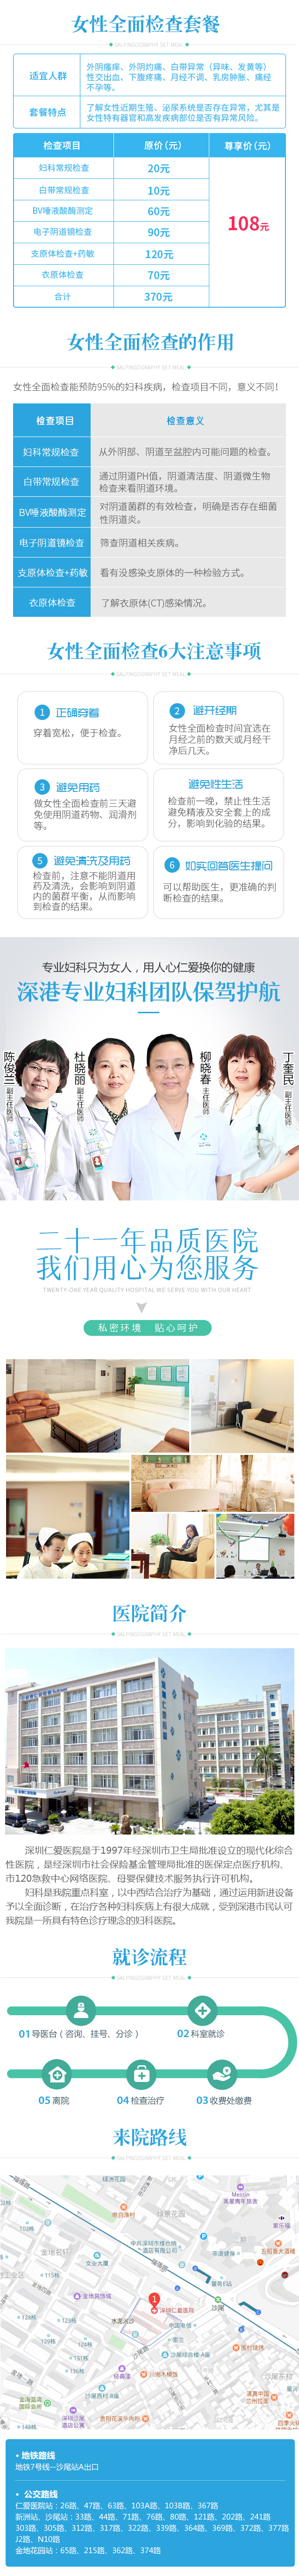 女性全面检查套餐
SALPINGOGRAPHY SET MEAL
适宜人群
外阴瘙痒、外阴灼痛、白带异常（异味、发黄等）
性交出血、下腹疼痛、月经不调、乳房肿胀、痛经
不孕等。
套餐特点
了解女性近期生殖、泌尿系统是否存在异常，尤其是
女性特有器官和高发疾病部位是否有异常风险。
检查项目 原价（元） 尊享价（元）
妇科常规检查 20元
白带常规检查 10元
BV唾液酸酶测定 60元
108元
电子阴道镜检查 90元
支原体检查+药敏 120元
衣原体检查 70元
合计 370元
女性全面检查的作用
SALPINGOGRAPHY SET MEAL
女性全面检查能预防95%的妇科疾病，检查项目不同，意义不同！
检查项目 检查意义
妇科常规检查 从外阴部、阴道至盆腔内可能问题的检查。
白带常规检查 通过阴道PH值，阴道清洁度、阴道微生物
检查来看阴道环境。
BV唾液酸酶测定 对阴道菌群的有效检查，明确是否存在细菌
性阴道炎。
电子阴道镜检查 筛查阴道相关疾病。
支原体检查+药敏 看有没感染支原体的一种检验方式。
衣原体检查 了解衣原体(CT)感染情况。
女性全面检查6大注意事项
SALPINGOGRAPHY SET MEAL
1 正确穿着
穿着宽松，便于检查。
2 避开经期
女性全面检查时间宜选在
月经之前的数天或月经干
净后几天。
3 避免用药
做女性全面检查前三天避
免使用阴道药物、润滑剂
等。
避免性生活
检查前一晚，禁止性生活
避免精液及安全套上的成
分，影响到化验的结果。
5 避免清洗及用药
检查前，注意不能阴道用
药及清洗，会影响到阴道
内的菌群平衡，从而影响
到检查的结果。
6 如实回答医生提问
可以帮助医生，更准确的判
断检查的结果。
专业妇科只为女人，用人心仁爱换你的健康
深港专业妇科团队保驾护航
陈俊兰 副主任医师
杜晓丽 副主任医师
柳晓春 主任医师
丁奎民 副主任医师
二十一年品质医院
我们用心为您服务
TWENTY-ONE YEAR QUALITY HOSPITAL WE SERVE YOU WITH OUR HEART
私密环境 贴心呵护
医院简介
SALPINGOGRAPHY SET MEAL
深圳仁爱医院是于1997年经深圳市卫生局批准设立的现代化综合
性医院，是经深圳市社会保险基金管理局批准的医保定点医疗机构、
市120急救中心网络医院、母婴保健技术服务执行许可机构。
妇科是我院重点科室，以中西结合治疗为基础，通过运用新进设备
予以全面诊断，在治疗各种妇科疾病上有很大成就，受到深港市民认可
我院是一所具有特色诊疗理念的妇科医院。
就诊流程
SALPINGOGRAPHY SET MEAL
01 导医台（咨询、挂号、分诊）
02 科室就诊
05 离院
04 检查治疗
03 收费处缴费
来院路线
SALPINGOGRAPHY SET MEAL
深圳仁爱医院
沙尾
文业大厦
水龙尾沙
• 地铁路线
地铁7号线--沙尾站A出口
• 公交路线
仁爱医院站：26路、47路、63路、103A路、103B路、367路
新洲站、沙尾站：33路、44路、71路、76路、80路、121路、202路、241路
303路、305路、312路、317路、322路、339路、364路、369路、372路、377路
J2路、N10路
金地花园站：65路、215路、362路、374路